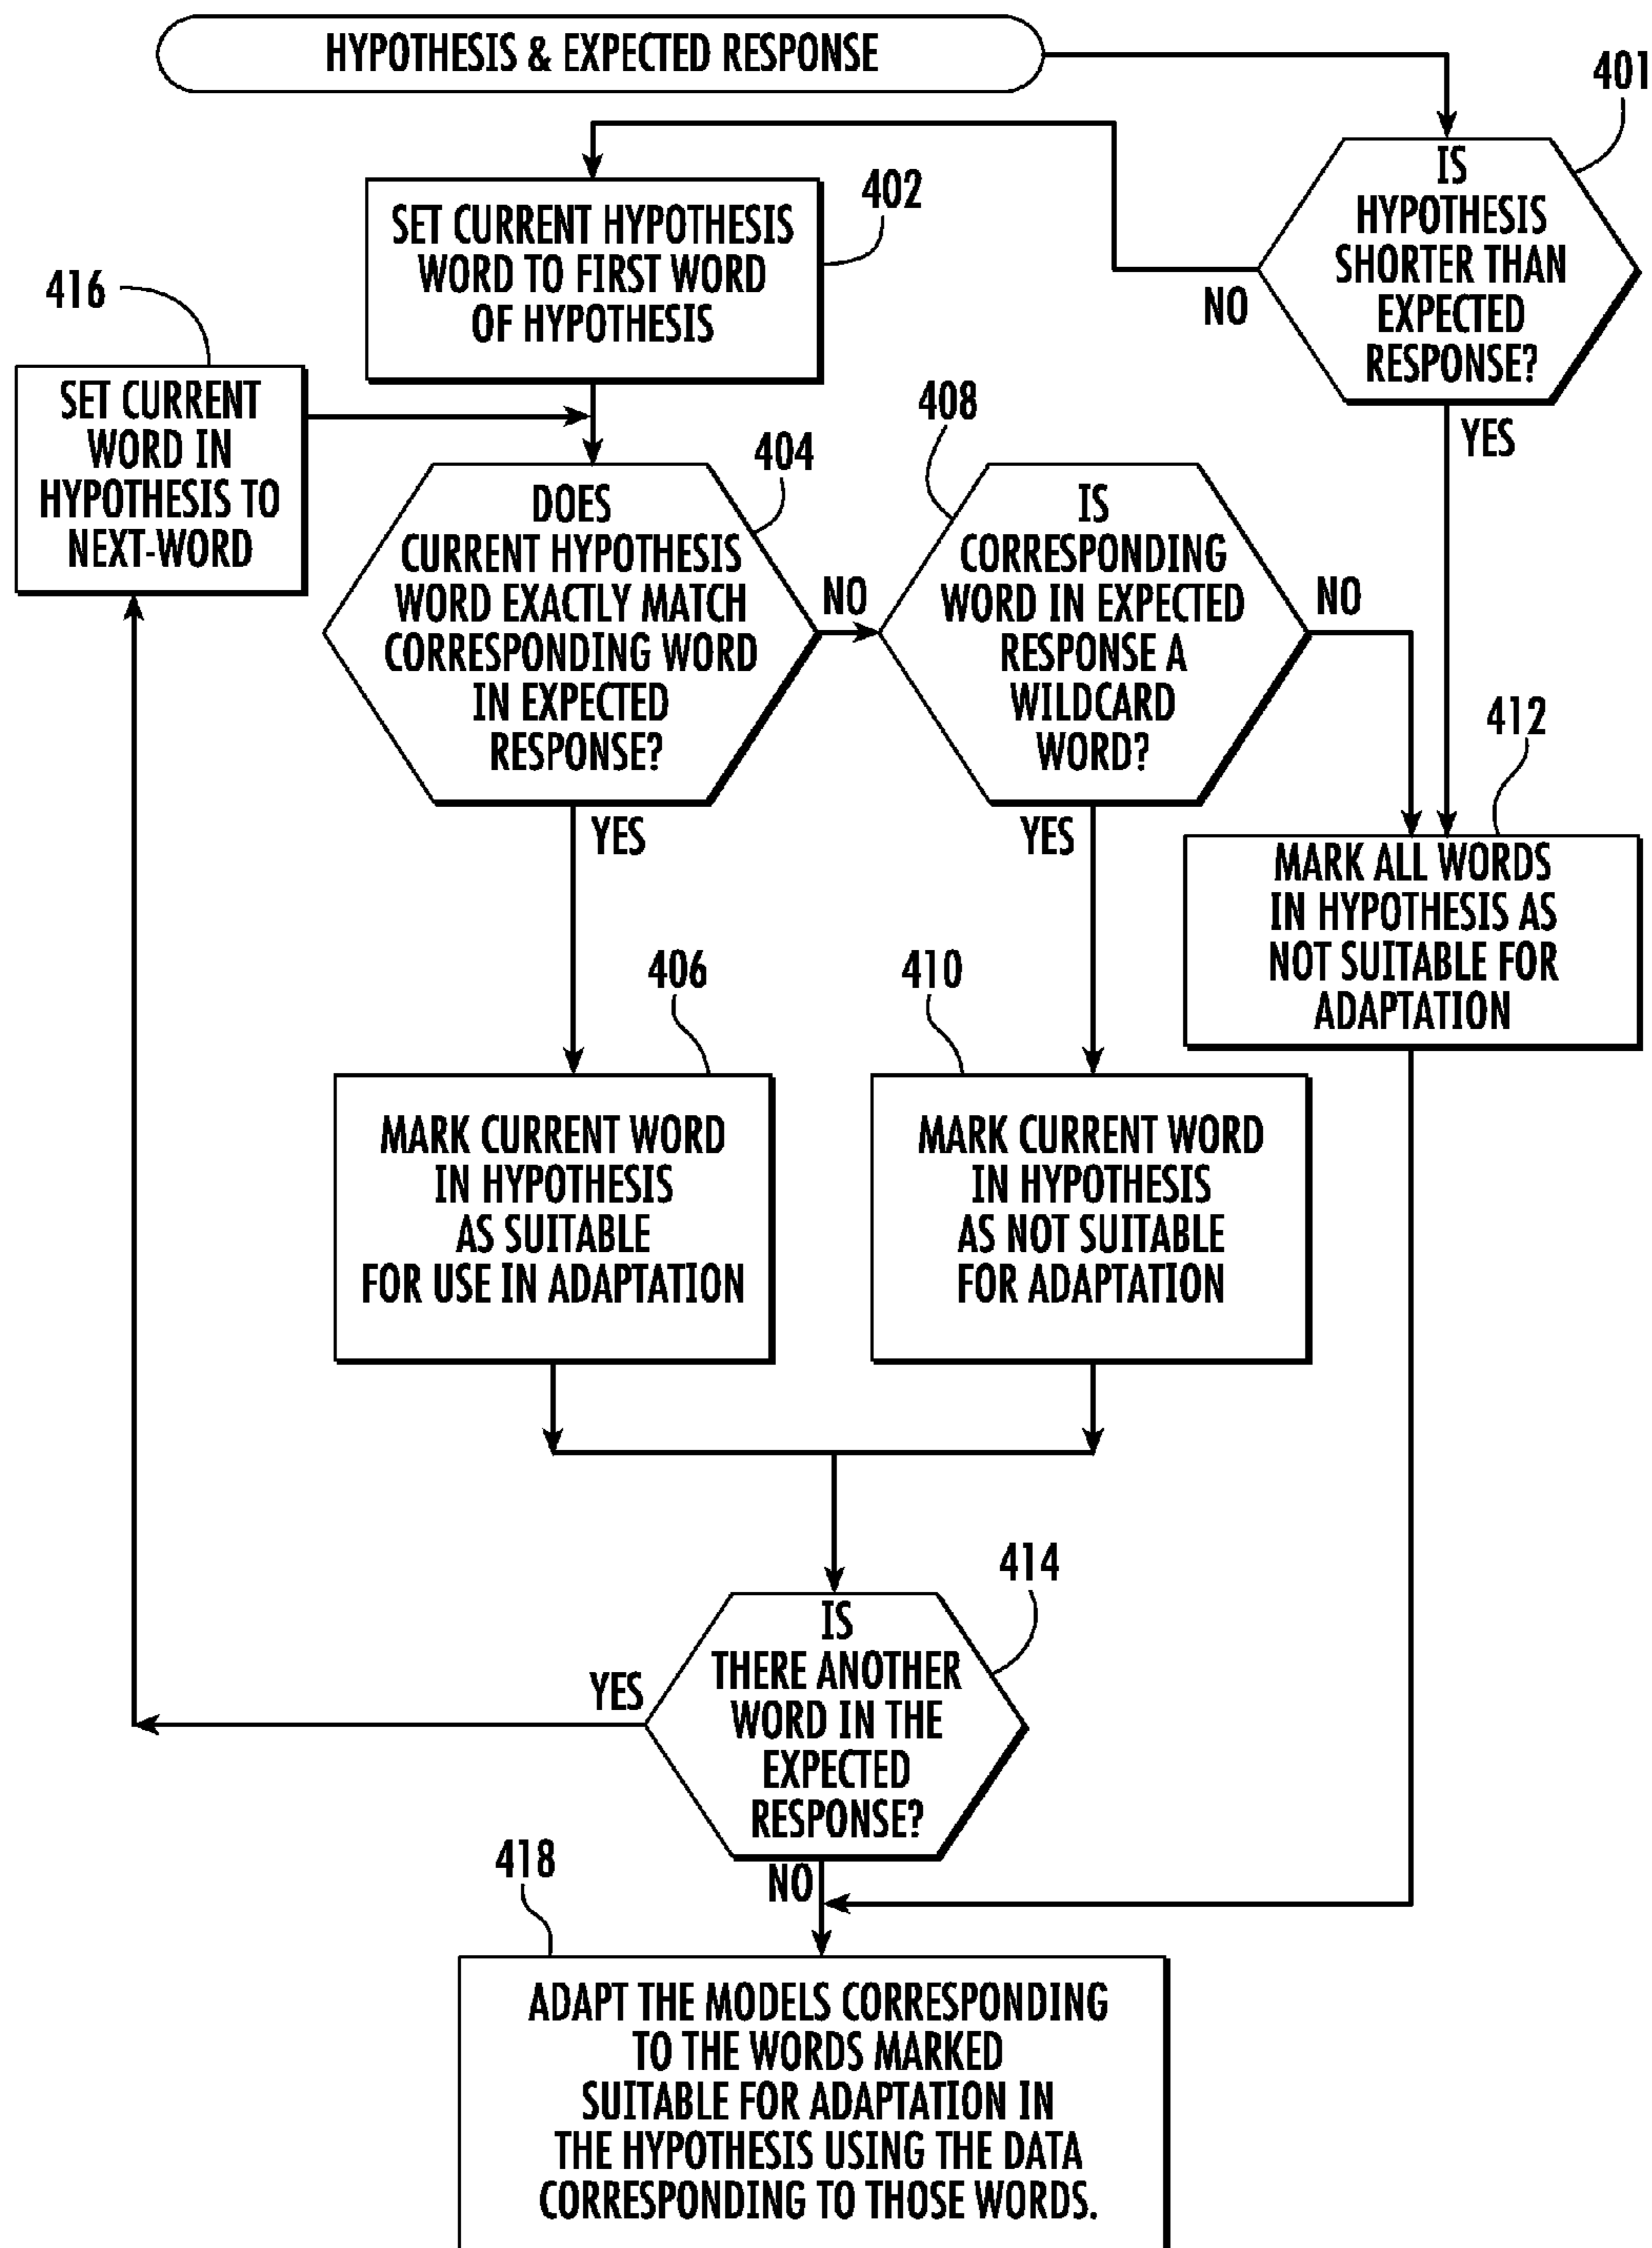 HYPOTHESIS & EXPECTED RESPONSE
401
IS
HYPOTHESIS
SHORTER THAN
EXPECTED
RESPONSE?
NO
YES
402
SET CURRENT HYPOTHESIS
WORD TO FIRST WORD
OF HYPOTHESIS
416
SET CURRENT
WORD IN
HYPOTHESIS TO
NEXT-WORD
404
DOES
CURRENT HYPOTHESIS
WORD EXACTLY MATCH
CORRESPONDING WORD
IN EXPECTED
RESPONSE?
NO
YES
408
IS
CORRESPONDING
WORD IN EXPECTED
RESPONSE A
WILDCARD
WORD?
NO
YES
412
MARK ALL WORDS
IN HYPOTHESIS AS
NOT SUITABLE FOR
ADAPTATION
406
MARK CURRENT WORD
IN HYPOTHESIS
AS SUITABLE
FOR USE IN ADAPTATION
410
MARK CURRENT WORD
IN HYPOTHESIS
AS NOT SUITABLE
FOR ADAPTATION
414
IS
THERE ANOTHER
WORD IN THE
EXPECTED
RESPONSE?
YES
NO
418
ADAPT THE MODELS CORRESPONDING
TO THE WORDS MARKED
SUITABLE FOR ADAPTATION IN
THE HYPOTHESIS USING THE DATA
CORRESPONDING TO THOSE WORDS.